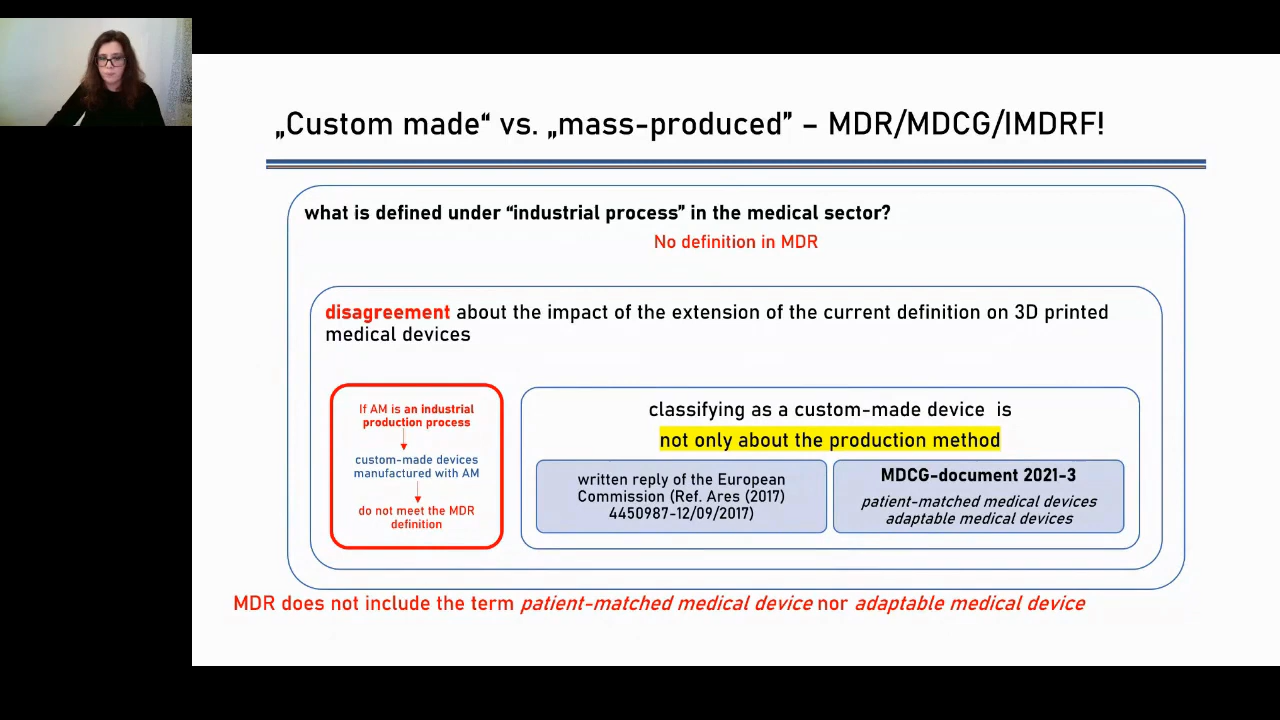 „Custom made“ vs. „mass-produced” – MDR/MDCG/IMDRF!
what is defined under “industrial process” in the medical sector?
No definition in MDR
disagreement about the impact of the extension of the current definition on 3D printed
medical devices
If AM is an industrial
production process
custom-made devices
manufactured with AM
do not meet the MDR
definition
classifying as a custom-made device is
not only about the production method
written reply of the European
Commission (Ref. Ares (2017)
4450987-12/09/2017)
MDCG-document 2021-3
patient-matched medical devices
adaptable medical devices
MDR does not include the term patient-matched medical device nor adaptable medical device